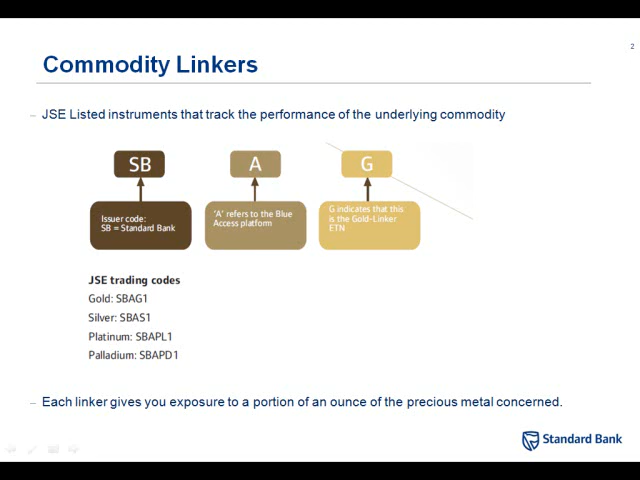 2
Commodity Linkers
– JSE Listed instruments that track the performance of the underlying commodity
SB
A
G
Issuer code:
SB = Standard Bank
'A' refers to the Blue
Access platform
G indicates that this
is the Gold-Linker
ETN
JSE trading codes
Gold: SBAG1
Silver: SBAS1
Platinum: SBAPL1
Palladium: SBAPD1
– Each linker gives you exposure to a portion of an ounce of the precious metal concerned.
Standard Bank